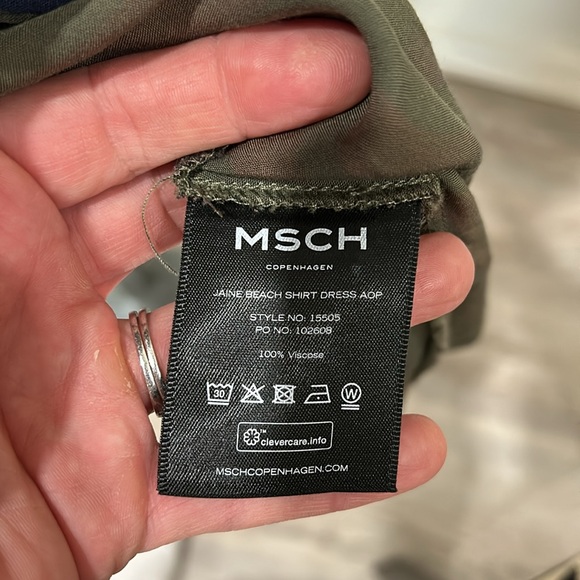 MSCH
COPENHAGEN
JAINE BEACH SHIRT DRESS AOP
STYLE NO: 15505
PO NO: 102608
100% Viscose
30 W
™
clevercare.info
MSCHCOPENHAGEN.COM